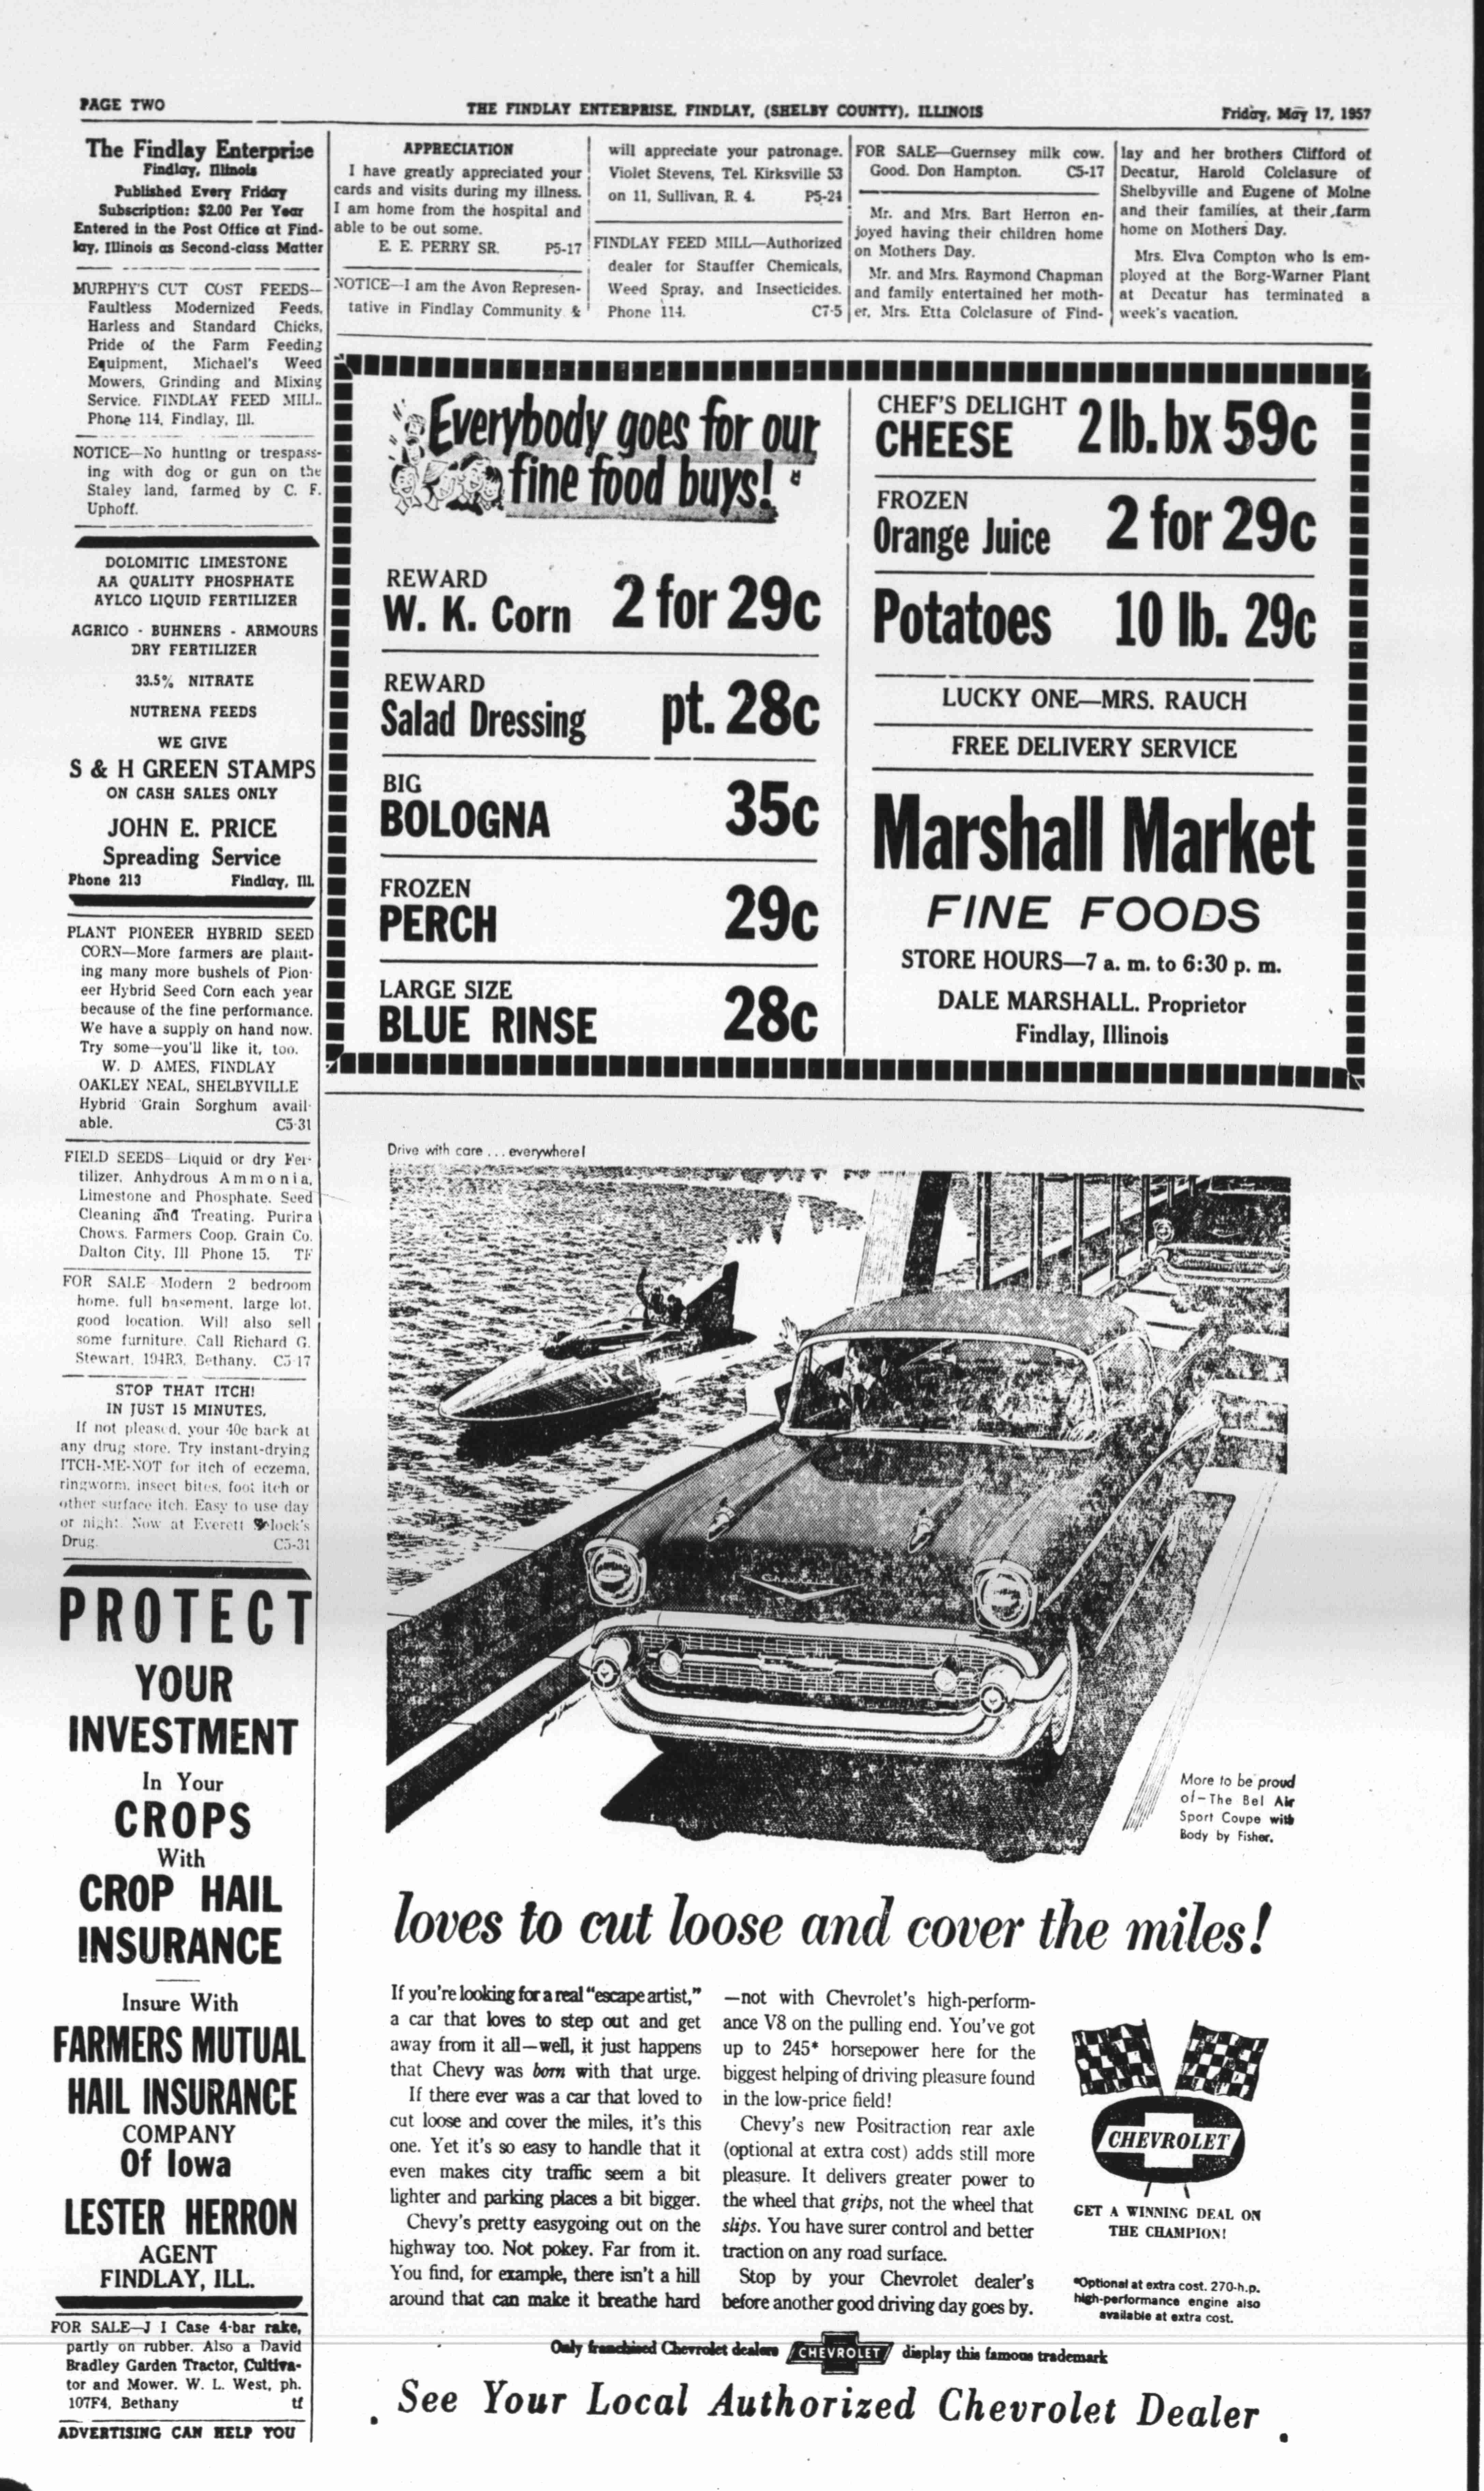 PAGE TWO
THE FINDLAY ENTERPRISE, FINDLAY, (SHELBY COUNTY), ILLINOIS
Friday, May 17, 1957
The Findlay Enterprise
Findlay, Illinois
Published Every Friday
Subscription: $2.00 Per Year
Entered in the Post Office at Find-
lay, Illinois as Second-class Matter
MURPHY'S CUT COST FEEDS—
Faultless Modernized Feeds,
Harless and Standard Chicks,
Pride of the Farm Feeding
Equipment, Michael's Weed
Mowers, Grinding and Mixing
Service. FINDLAY FEED MILL.
Phone 114, Findlay, Ill.
NOTICE—No hunting or trespass-
ing with dog or gun on the
Staley land, farmed by C. F.
Uphoff.
DOLOMITIC LIMESTONE
AA QUALITY PHOSPHATE
AYLCO LIQUID FERTILIZER
AGRICO - BUHNERS - ARMOURS
DRY FERTILIZER
33.5% NITRATE
NUTRENA FEEDS
WE GIVE
S & H GREEN STAMPS
ON CASH SALES ONLY
JOHN E. PRICE
Spreading Service
Phone 213 Findlay, Ill.
PLANT PIONEER HYBRID SEED
CORN—More farmers are plant-
ing many more bushels of Pion-
eer Hybrid Seed Corn each year
because of the fine performance.
We have a supply on hand now.
Try some—you'll like it, too.
W. D. AMES, FINDLAY
OAKLEY NEAL, SHELBYVILLE
Hybrid Grain Sorghum avail-
able. C5-31
FIELD SEEDS—Liquid or dry Fer-
tilizer, Anhydrous Ammonia,
Limestone and Phosphate. Seed
Cleaning and Treating. Purira
Chows. Farmers Coop. Grain Co.
Dalton City, Ill Phone 15. TF
FOR SALE—Modern 2 bedroom
home, full basement, large lot,
good location. Will also sell
some furniture. Call Richard G.
Stewart, 194R3, Bethany. C5-17
STOP THAT ITCH!
IN JUST 15 MINUTES,
If not pleased, your 40c back at
any drug store. Try instant-drying
ITCH-ME-NOT for itch of eczema,
ringworm, insect bites, foot itch or
other surface itch. Easy to use day
or night. Now at Everett
Drug. C5-31
PROTECT
YOUR
INVESTMENT
In Your
CROPS
With
CROP HAIL
INSURANCE
Insure With
FARMERS MUTUAL
HAIL INSURANCE
COMPANY
Of Iowa
LESTER HERRON
AGENT
FINDLAY, ILL.
FOR SALE—J I Case 4-bar rake,
partly on rubber. Also a David
Bradley Garden Tractor, Cultiva-
tor and Mower. W. L. West, ph.
107F4, Bethany tf
ADVERTISING CAN HELP YOU
APPRECIATION
I have greatly appreciated your
cards and visits during my illness.
I am home from the hospital and
able to be out some.
E. E. PERRY SR. P5-17
NOTICE—I am the Avon Represen-
tative in Findlay Community &
will appreciate your patronage.
Violet Stevens, Tel. Kirksville 53
on 11, Sullivan, R. 4. P5-24
FINDLAY FEED MILL—Authorized
dealer for Stauffer Chemicals,
Weed Spray, and Insecticides.
Phone 114. C7-5
FOR SALE—Guernsey milk cow.
Good. Don Hampton. C5-17
Mr. and Mrs. Bart Herron en-
joyed having their children home
on Mothers Day.
Mr. and Mrs. Raymond Chapman
and family entertained her moth-
er, Mrs. Etta Colclasure of Find-
lay and her brothers Clifford of
Decatur, Harold Colclasure of
Shelbyville and Eugene of Molne
and their families, at their farm
home on Mothers Day.
Mrs. Elva Compton who is em-
ployed at the Borg-Warner Plant
at Decatur has terminated a
week's vacation.
Everybody goes for our
fine food buys!
REWARD
W. K. Corn 2 for 29c
REWARD
Salad Dressing pt. 28c
BIG
BOLOGNA 35c
FROZEN
PERCH 29c
LARGE SIZE
BLUE RINSE 28c
CHEF'S DELIGHT
CHEESE 2 lb. bx 59c
FROZEN
Orange Juice 2 for 29c
Potatoes 10 lb. 29c
LUCKY ONE—MRS. RAUCH
FREE DELIVERY SERVICE
Marshall Market
FINE FOODS
STORE HOURS—7 a. m. to 6:30 p. m.
DALE MARSHALL, Proprietor
Findlay, Illinois
Drive with care . . . everywhere!
Chevrolet
More to be proud
of—The Bel Air
Sport Coupe with
Body by Fisher.
loves to cut loose and cover the miles!
If you're looking for a real "escape artist,"
a car that loves to step out and get
away from it all—well, it just happens
that Chevy was born with that urge.
If there ever was a car that loved to
cut loose and cover the miles, it's this
one. Yet it's so easy to handle that it
even makes city traffic seem a bit
lighter and parking places a bit bigger.
Chevy's pretty easygoing out on the
highway too. Not pokey. Far from it.
You find, for example, there isn't a hill
around that can make it breathe hard
—not with Chevrolet's high-perform-
ance V8 on the pulling end. You've got
up to 245* horsepower here for the
biggest helping of driving pleasure found
in the low-price field!
Chevy's new Positraction rear axle
(optional at extra cost) adds still more
pleasure. It delivers greater power to
the wheel that grips, not the wheel that
slips. You have surer control and better
traction on any road surface.
Stop by your Chevrolet dealer's
before another good driving day goes by.
CHEVROLET
GET A WINNING DEAL ON
THE CHAMPION!
*Optional at extra cost. 270-h.p.
high-performance engine also
available at extra cost.
Only franchised Chevrolet dealers CHEVROLET display this famous trademark
See Your Local Authorized Chevrolet Dealer